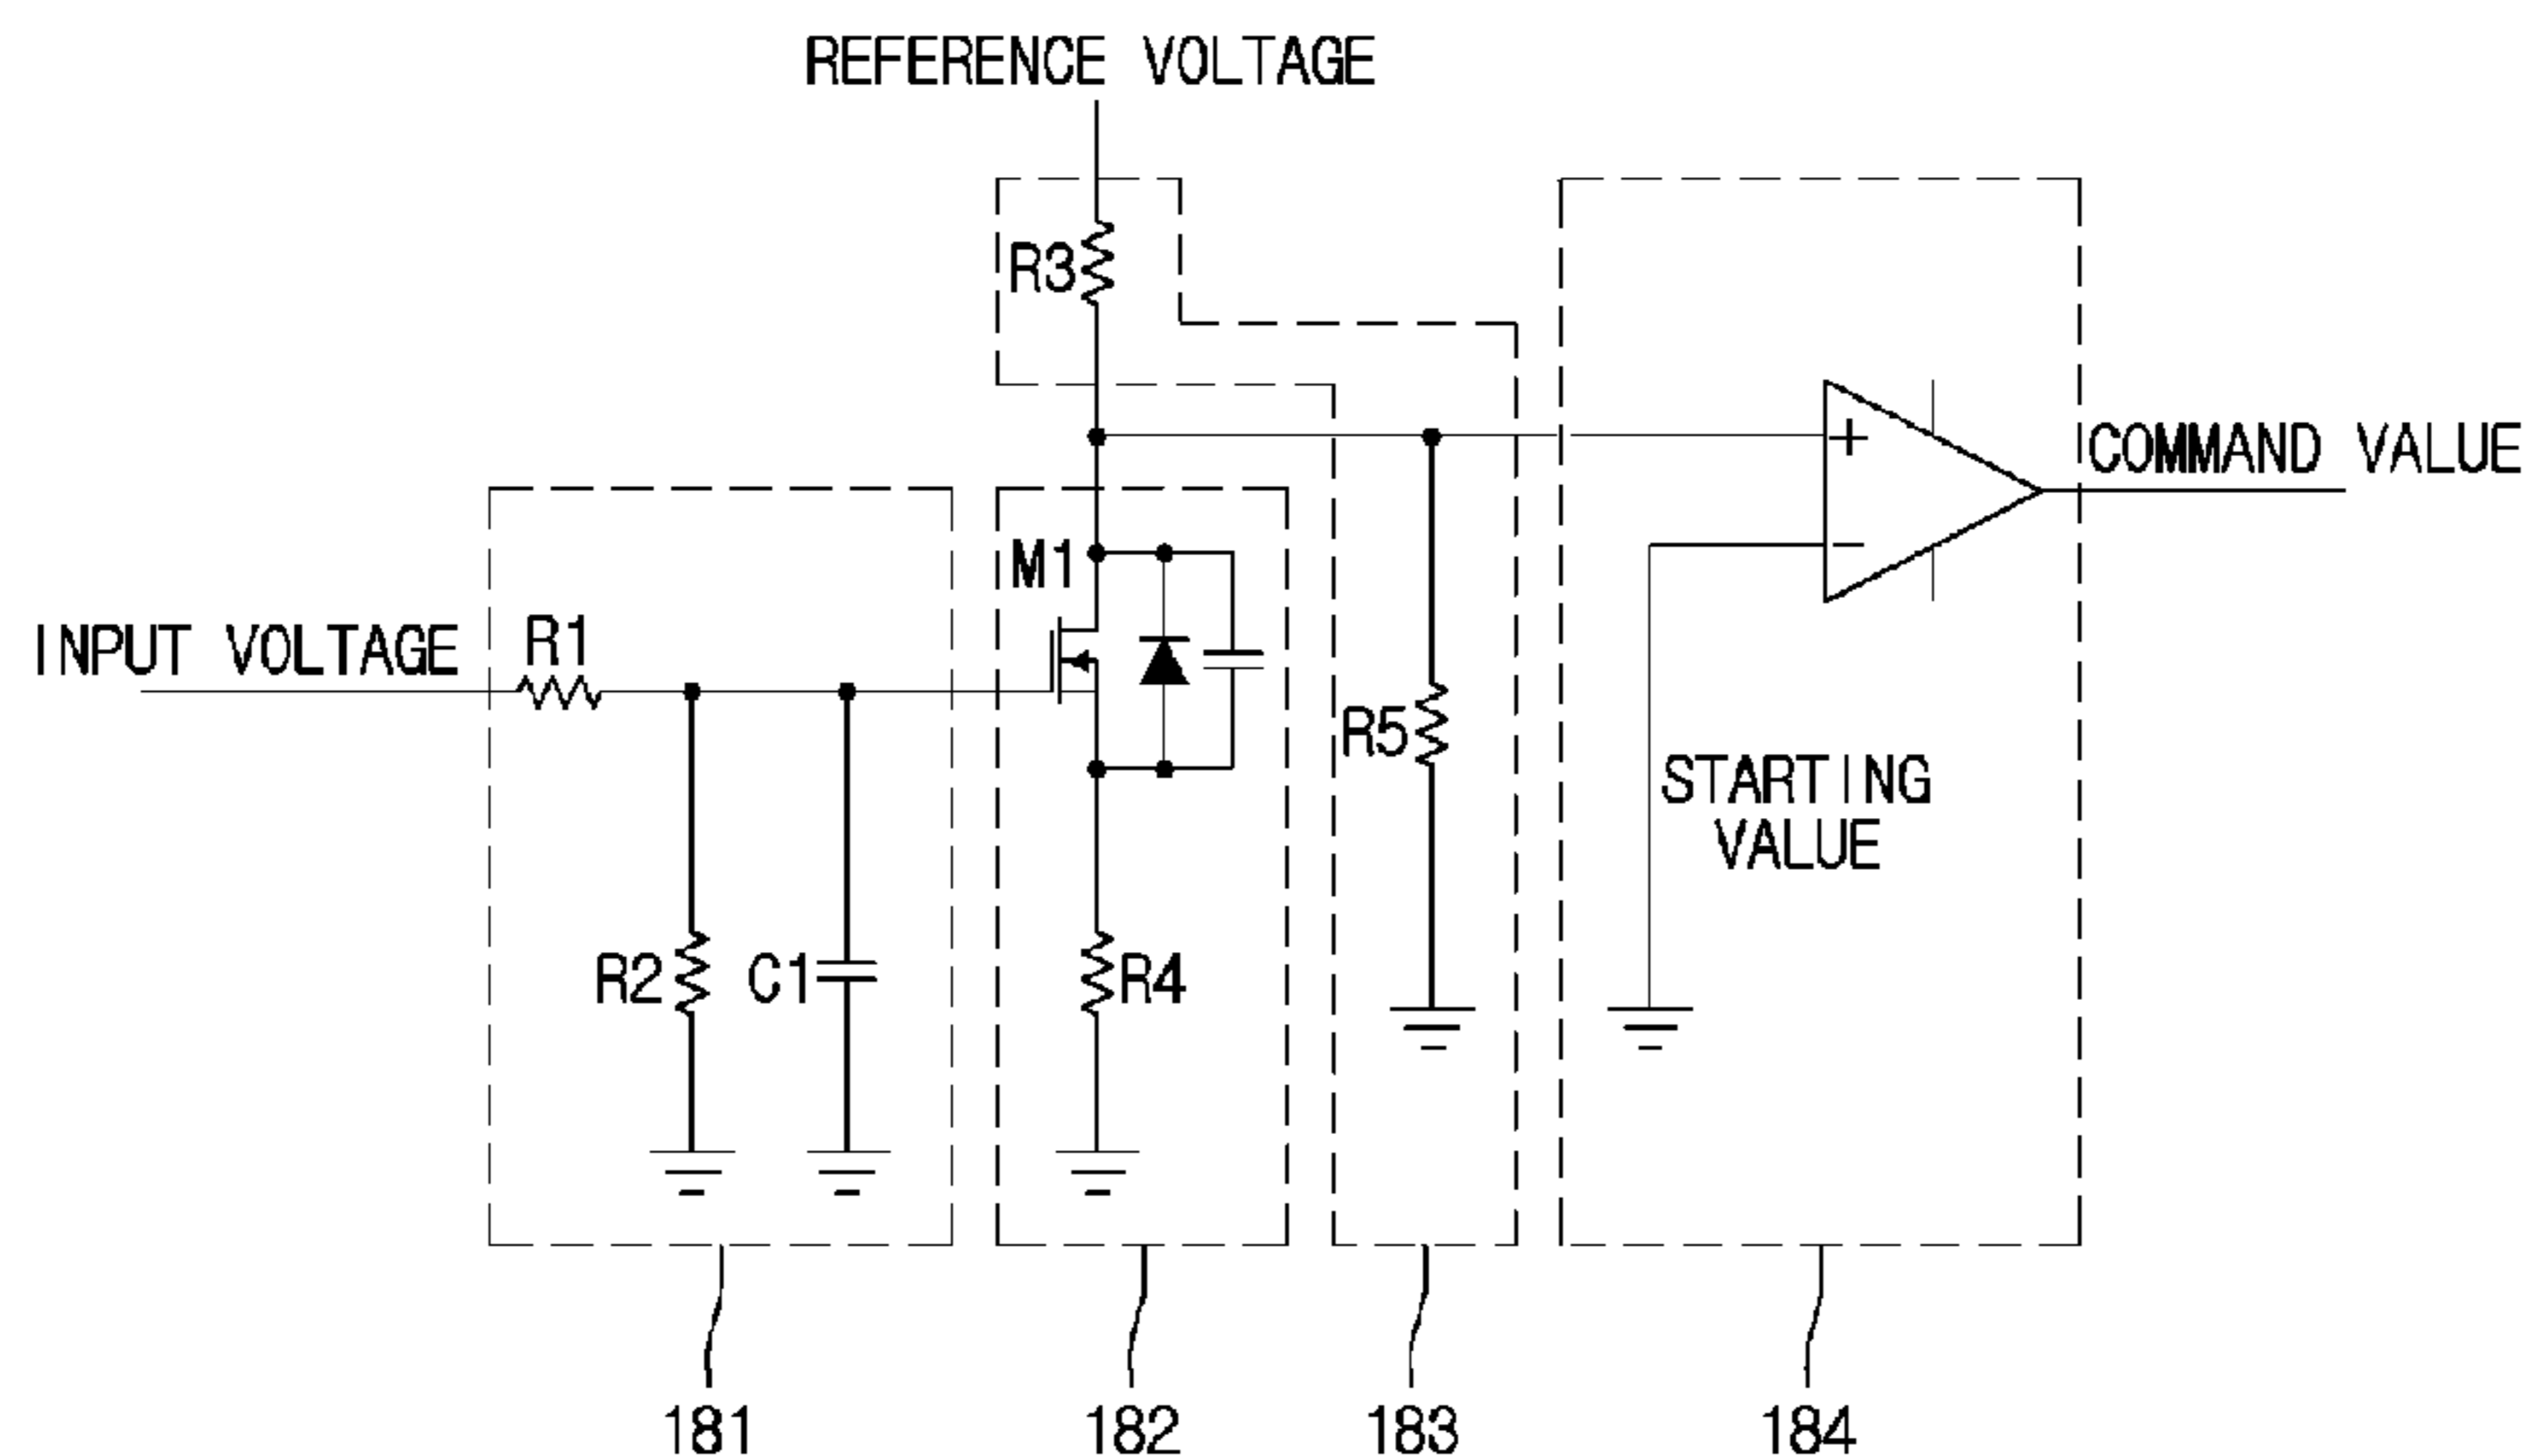 REFERENCE VOLTAGE
R3
+
COMMAND VALUE
M1
−
INPUT VOLTAGE
R1
R5
STARTING
VALUE
R2
C1
R4
181
182
183
184